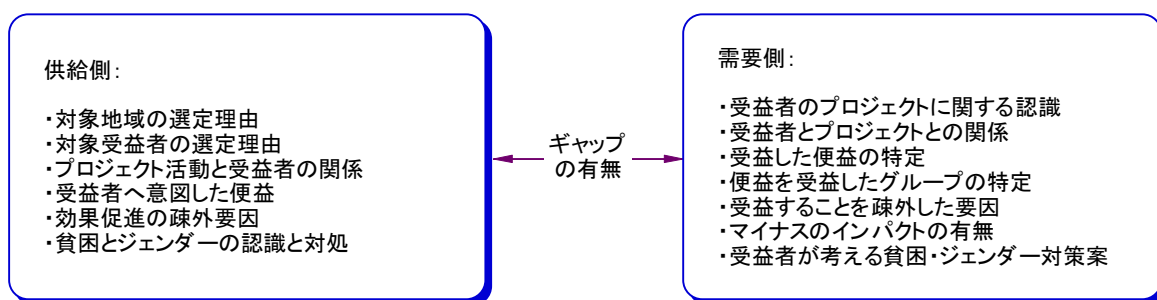 供給側：
・対象地域の選定理由
・対象受益者の選定理由
・プロジェクト活動と受益者の関係
・受益者へ意図した便益
・効果促進の疎外要因
・貧困とジェンダーの認識と対処
ギャップ
の有無
需要側：
・受益者のプロジェクトに関する認識
・受益者とプロジェクトとの関係
・受益した便益の特定
・便益を受益したグループの特定
・受益することを疎外した要因
・マイナスのインパクトの有無
・受益者が考える貧困・ジェンダー対策案